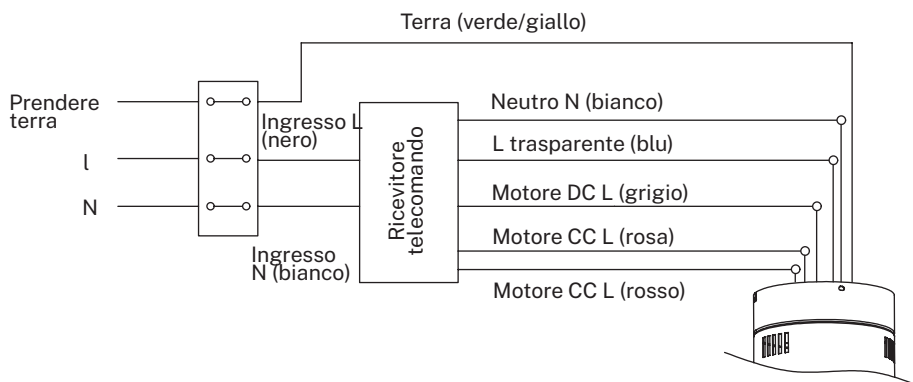 Terra (verde/giallo)
Prendere
terra
l
N
Ingresso L
(nero)
Ingresso
N (bianco)
Ricevitore
telecomando
Neutro N (bianco)
L trasparente (blu)
Motore DC L (grigio)
Motore CC L (rosa)
Motore CC L (rosso)